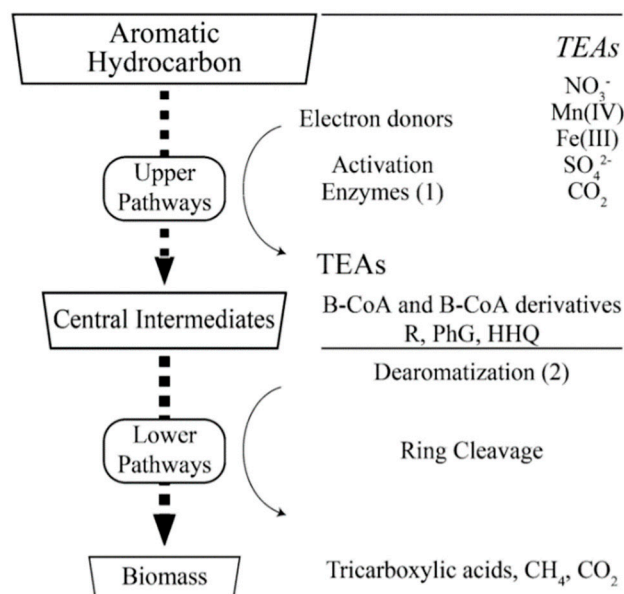 Aromatic
Hydrocarbon
TEAs
NO₃⁻
Mn(IV)
Fe(III)
SO₄²⁻
CO₂
Electron donors
Activation
Enzymes (1)
Upper
Pathways
TEAs
Central Intermediates
B-CoA and B-CoA derivatives
R, PhG, HHQ
Dearomatization (2)
Lower
Pathways
Ring Cleavage
Biomass
Tricarboxylic acids, CH₄, CO₂